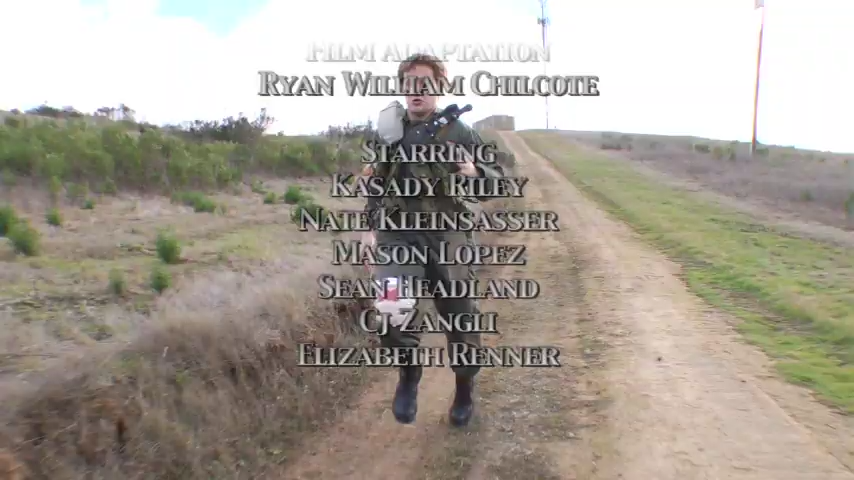 Film Adaptation
Ryan William Chilcote
Starring
Kasady Riley
Nate Kleinsasser
Mason Lopez
Sean Headland
Cj Zangli
Elizabeth Renner